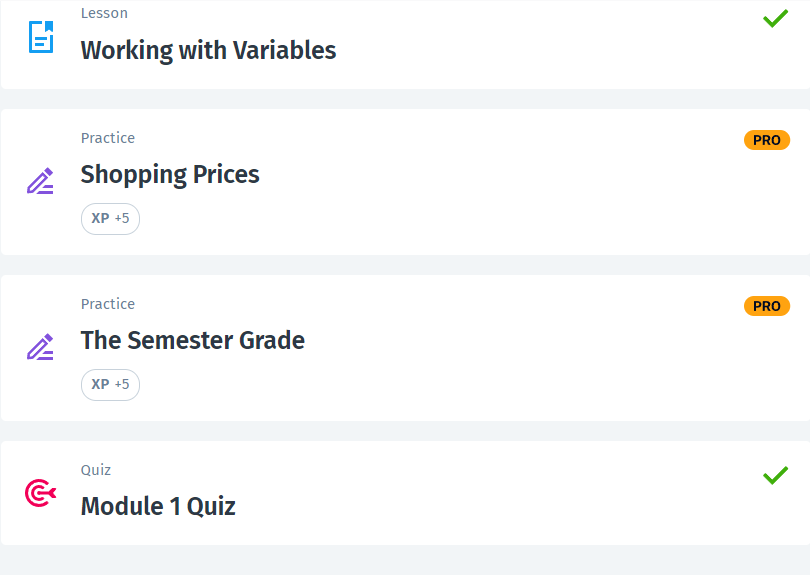 Lesson
Working with Variables
Practice
PRO
Shopping Prices
XP +5
Practice
PRO
The Semester Grade
XP +5
Quiz
Module 1 Quiz